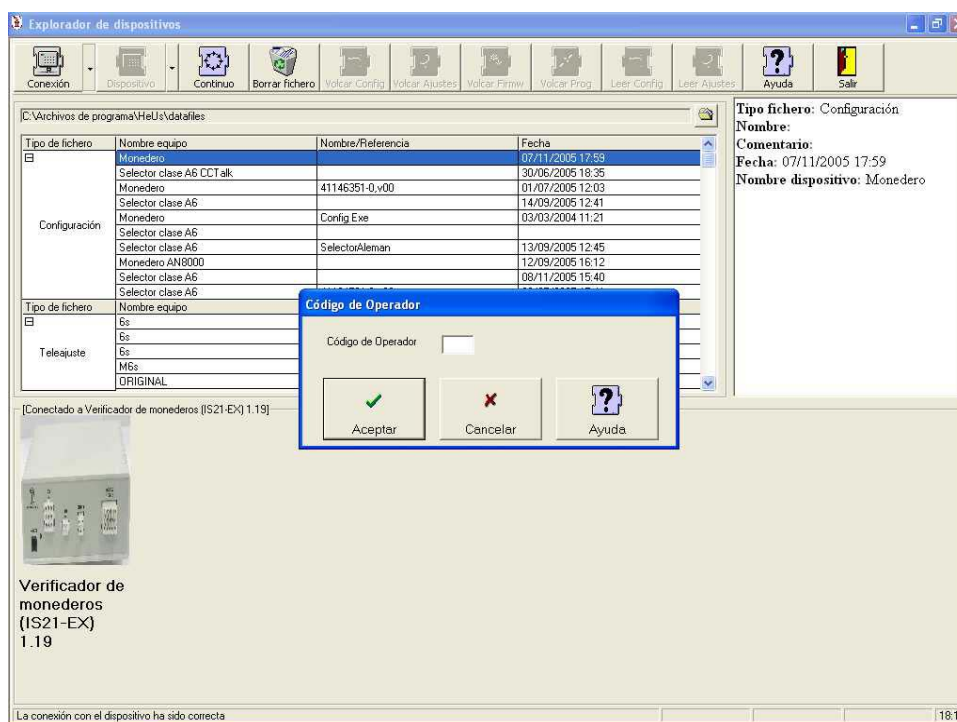 Explorador de dispositivos
Conexión Dispositivo Continuo Borrar fichero Volcar Config Volcar Ajustes Volcar Firmw Volcar Prog Leer Config Leer Ajustes Ayuda Salir
C:\Archivos de programa\HeUs\datafiles
Tipo de fichero Nombre equipo Nombre/Referencia Fecha
Monedero 07/11/2005 17:59
Selector clase A6 CCTalk 30/06/2005 18:35
Monedero 41146351-0,v00 01/07/2005 12:03
Selector clase A6 14/09/2005 12:41
Configuración
Monedero Config Exe 03/03/2004 11:21
Selector clase A6
Selector clase A6 SelectorAleman 13/09/2005 12:45
Monedero AN8000 12/09/2005 16:12
Selector clase A6 08/11/2005 15:40
Selector clase A6
Tipo de fichero Nombre equipo
6s
6s
Teleajuste 6s
M6s
ORIGINAL
Tipo fichero: Configuración
Nombre:
Comentario:
Fecha: 07/11/2005 17:59
Nombre dispositivo: Monedero
Código de Operador
Código de Operador
Aceptar Cancelar Ayuda
[Conectado a Verificador de monederos (IS21-EX) 1.19]
Verificador de
monederos
(IS21-EX)
1.19
La conexión con el dispositivo ha sido correcta